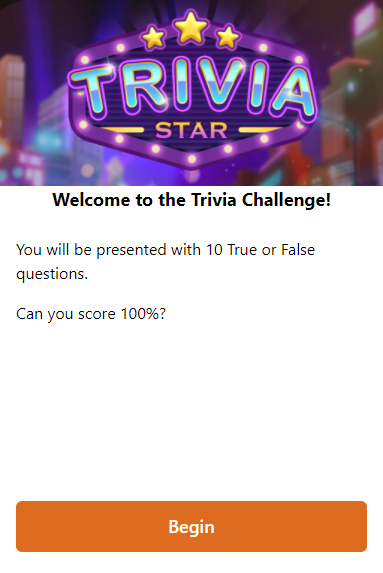 TRIVIA
STAR
Welcome to the Trivia Challenge!
You will be presented with 10 True or False
questions.
Can you score 100%?
Begin